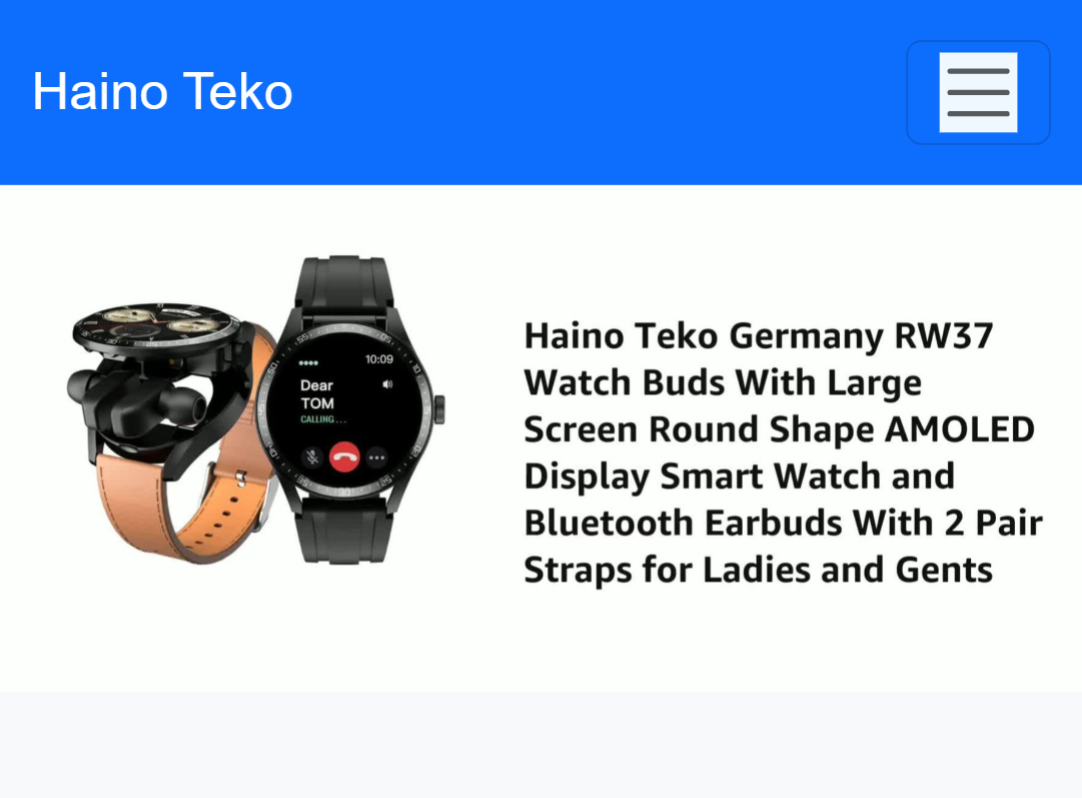 Haino Teko
10:09
Dear
TOM
CALLING...
Haino Teko Germany RW37
Watch Buds With Large
Screen Round Shape AMOLED
Display Smart Watch and
Bluetooth Earbuds With 2 Pair
Straps for Ladies and Gents